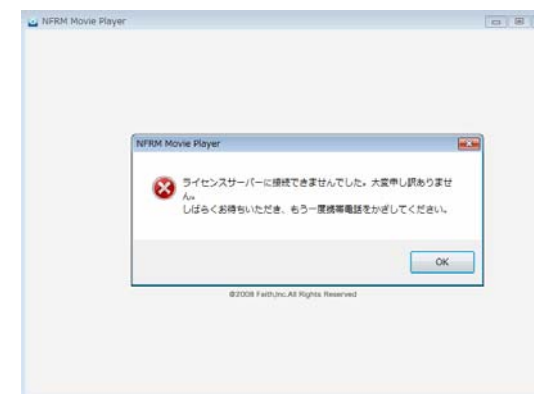 NFRM Movie Player
NFRM Movie Player
ライセンスサーバーに接続できませんでした。大変申し訳ありませ
ん。
しばらくお待ちいただき、もう一度携帯電話をかざしてください。
OK
©2008 Faith,Inc.All Rights Reserved